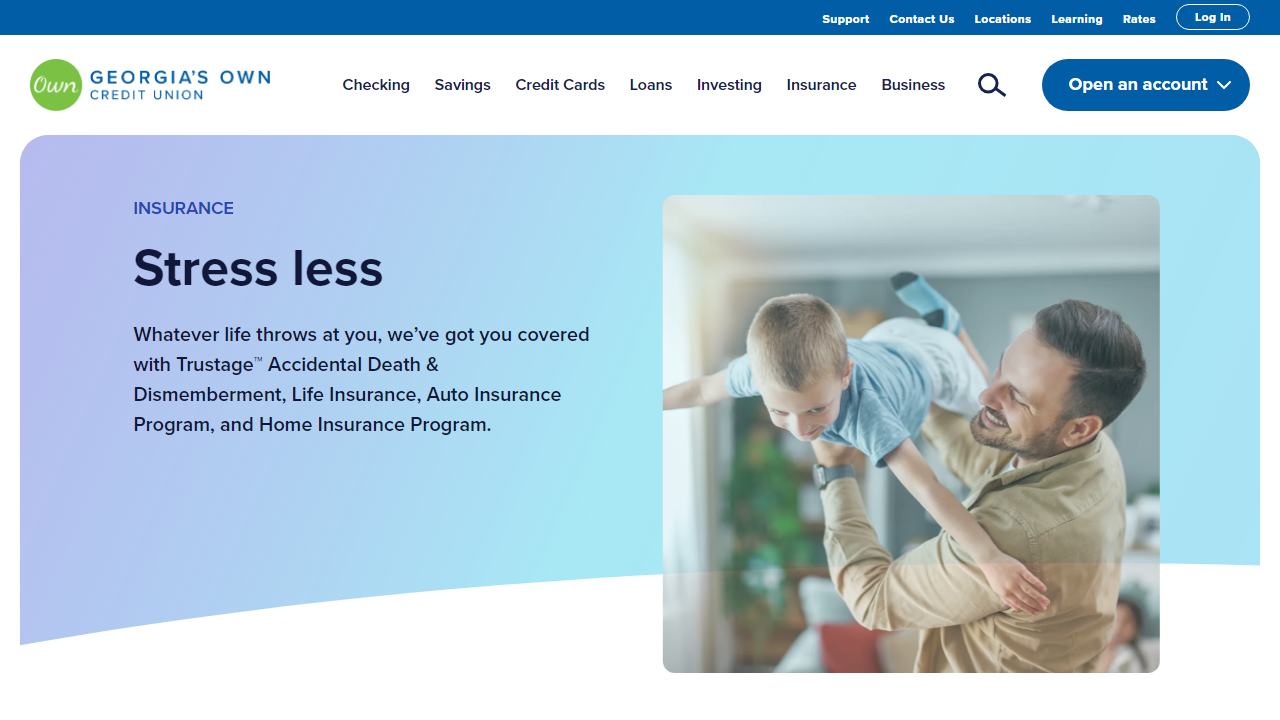 Support Contact Us Locations Learning Rates Log In
Own GEORGIA'S OWN
CREDIT UNION
Checking Savings Credit Cards Loans Investing Insurance Business Open an account
INSURANCE
Stress less
Whatever life throws at you, we’ve got you covered
with Trustage™ Accidental Death &
Dismemberment, Life Insurance, Auto Insurance
Program, and Home Insurance Program.